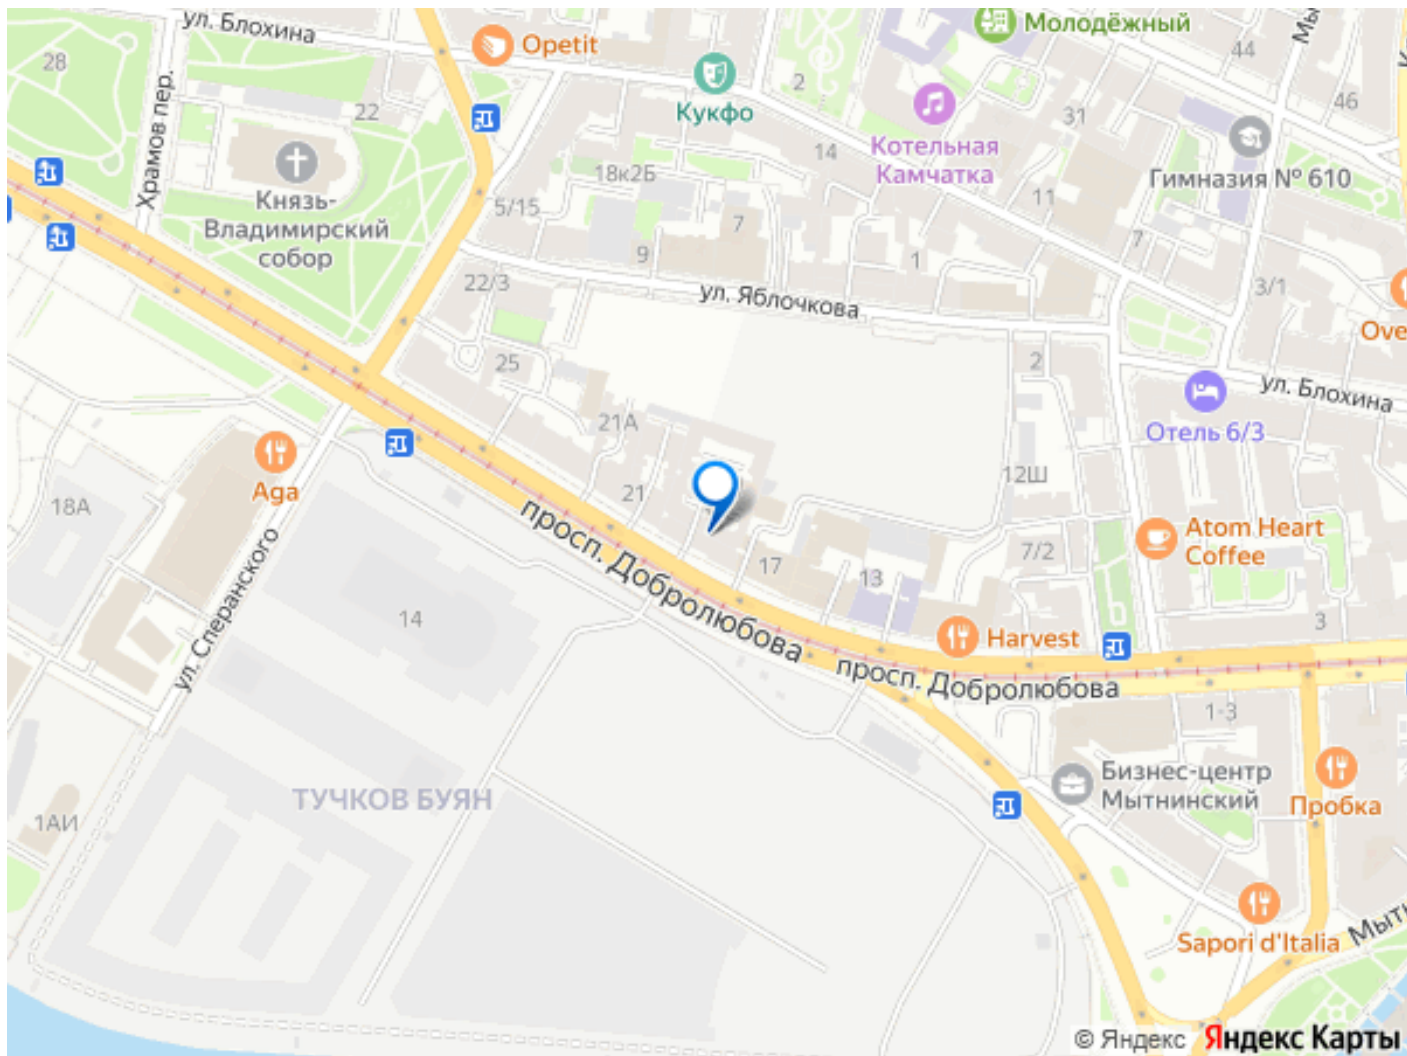 ул. Блохина
Opetit
Молодёжный
28
44
2
Кукфо
46
22
31
Храмов пер.
Котельная
Камчатка
14
Гимназия № 610
18к2Б
Князь-
Владимирский
собор
5/15
11
7
7
9
1
22/3
ул. Яблочкова
3/1
Ove
25
2
ул. Блохина
21А
Отель 6/3
12Ш
Aga
21
18А
просп. Добролюбова
Atom Heart
Coffee
7/2
17
13
ул. Сперанского
14
3
Harvest
просп. Добролюбова
1-3
Бизнес-центр
Мытнинский
ТУЧКОВ БУЯН
Пробка
1АИ
Sapori d'Italia
Мытн
© Яндекс Яндекс Карты